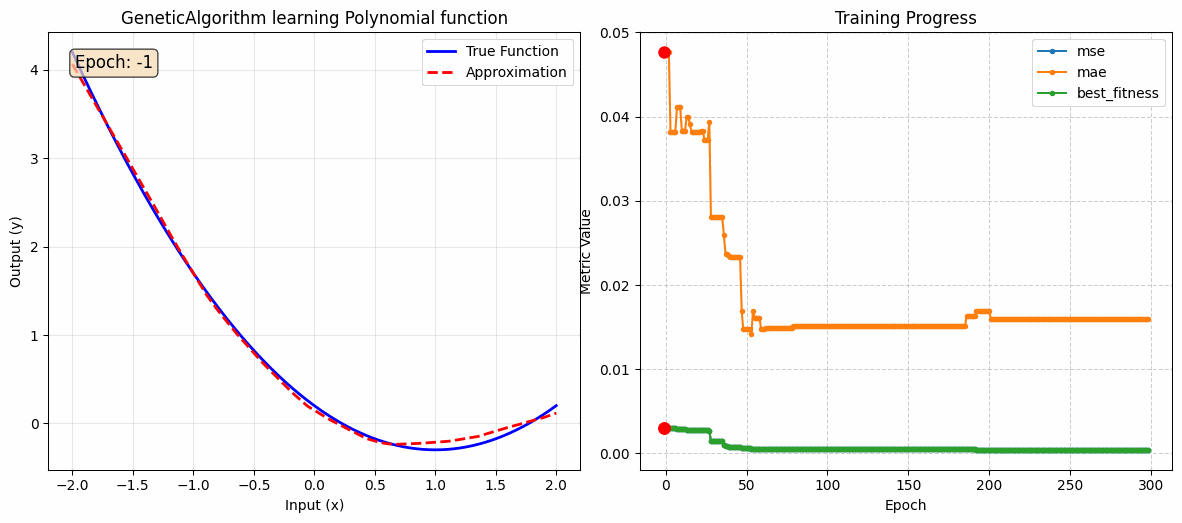 GeneticAlgorithm learning Polynomial function
Epoch: -1
True Function
Approximation
4
3
2
1
0
Output (y)
−2.0 −1.5 −1.0 −0.5 0.0 0.5 1.0 1.5 2.0
Input (x)
Training Progress
mse
mae
best_fitness
0.05
0.04
0.03
0.02
0.01
0.00
Metric Value
0 50 100 150 200 250 300
Epoch